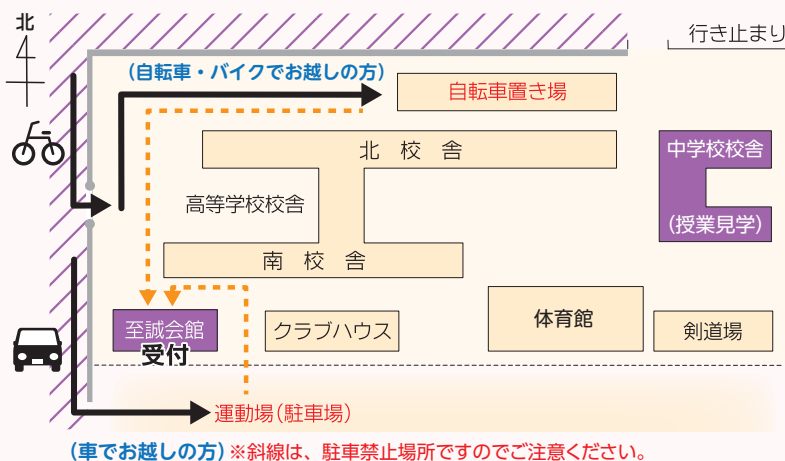 北
行き止まり
(自転車・バイクでお越しの方)
自転車置き場
北校舎
中学校校舎
(授業見学)
高等学校校舎
南校舎
至誠会館
受付
クラブハウス
体育館
剣道場
運動場(駐車場)
(車でお越しの方)※斜線は、駐車禁止場所ですのでご注意ください。